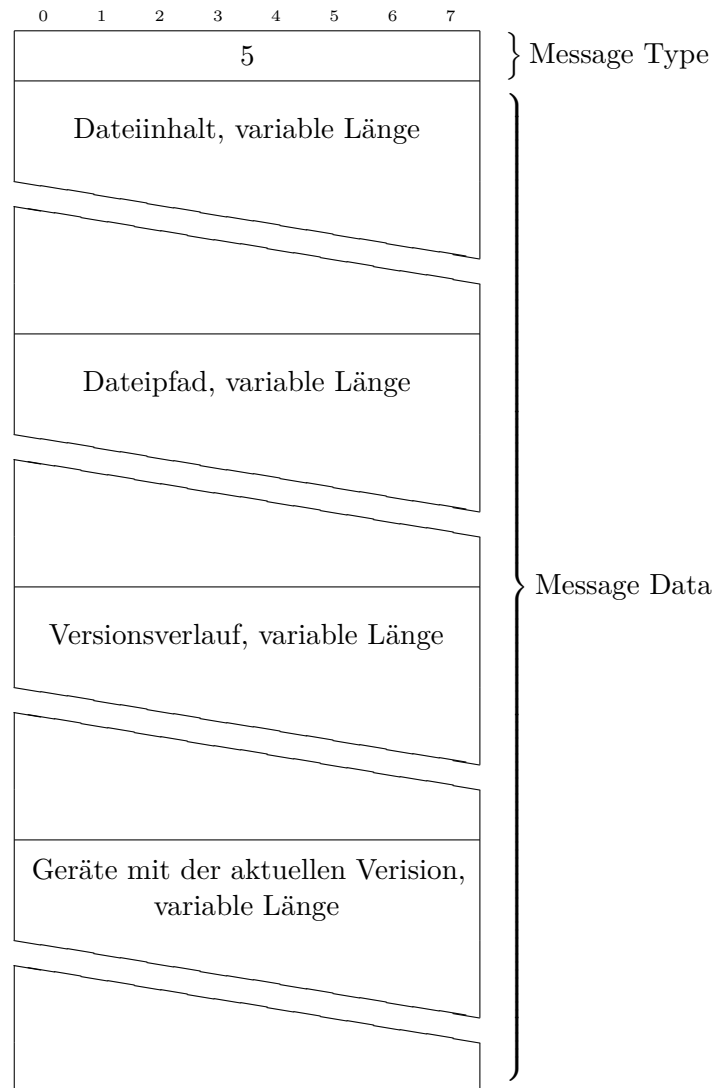 0 1 2 3 4 5 6 7
5
Message Type
Dateiinhalt, variable Länge
Dateipfad, variable Länge
Message Data
Versionsverlauf, variable Länge
Geräte mit der aktuellen Verision,
variable Länge